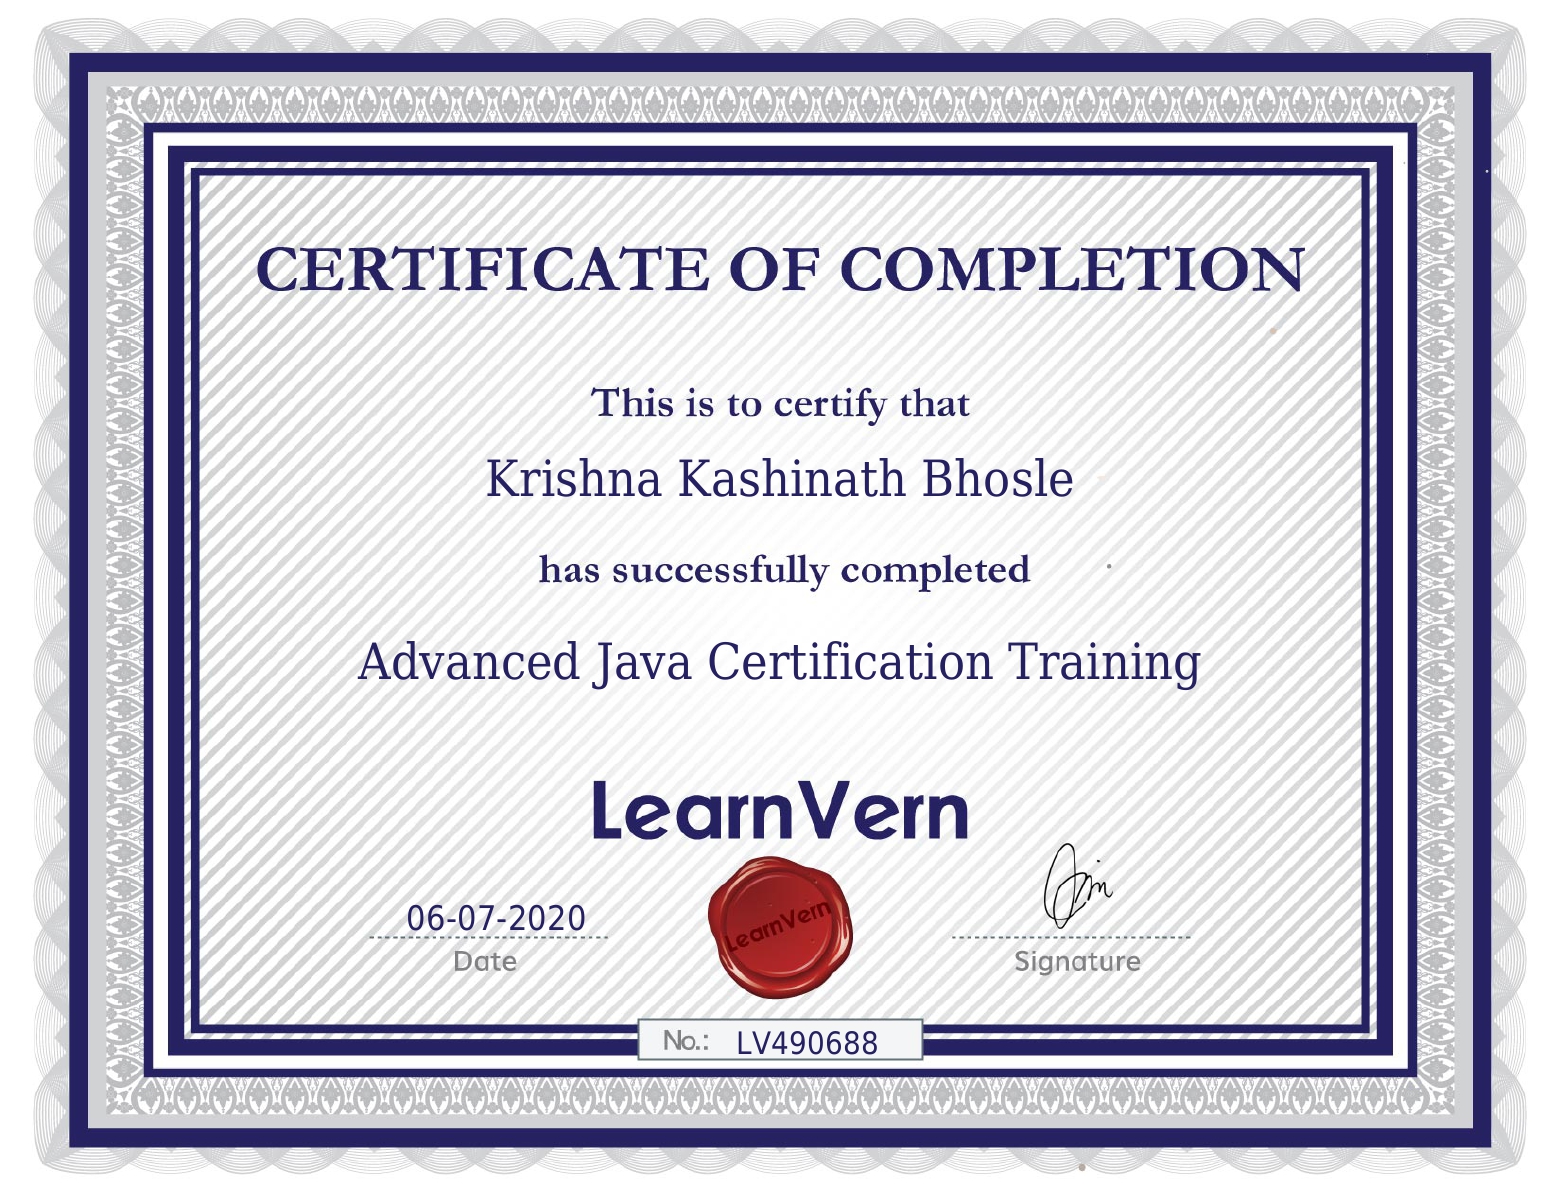 CERTIFICATE OF COMPLETION
This is to certify that
Krishna Kashinath Bhosle
has successfully completed
Advanced Java Certification Training
LearnVern
LearnVern
06-07-2020
Date
Signature
No.: LV490688